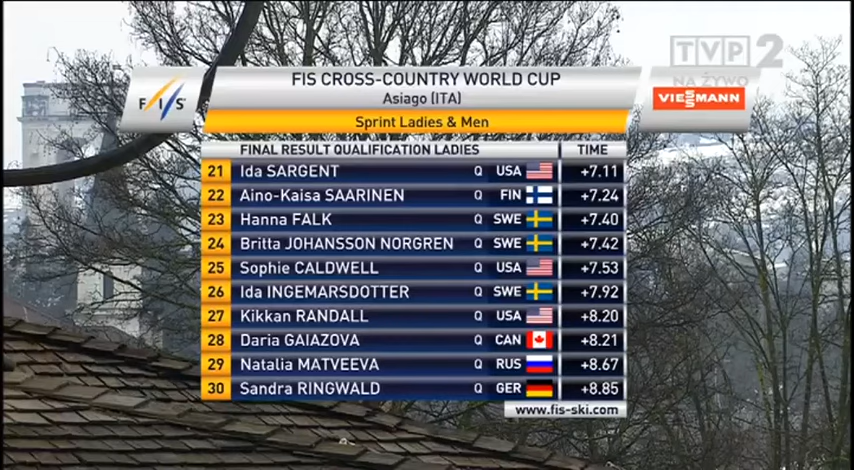 TVP2
NA ŻYWO
FIS
FIS CROSS-COUNTRY WORLD CUP
Asiago (ITA)
Sprint Ladies & Men
VIESSMANN
FINAL RESULT QUALIFICATION LADIES TIME
21 Ida SARGENT Q USA +7.11
22 Aino-Kaisa SAARINEN Q FIN +7.24
23 Hanna FALK Q SWE +7.40
24 Britta JOHANSSON NORGREN Q SWE +7.42
25 Sophie CALDWELL Q USA +7.53
26 Ida INGEMARSDOTTER Q SWE +7.92
27 Kikkan RANDALL Q USA +8.20
28 Daria GAIAZOVA Q CAN +8.21
29 Natalia MATVEEVA Q RUS +8.67
30 Sandra RINGWALD Q GER +8.85
www.fis-ski.com